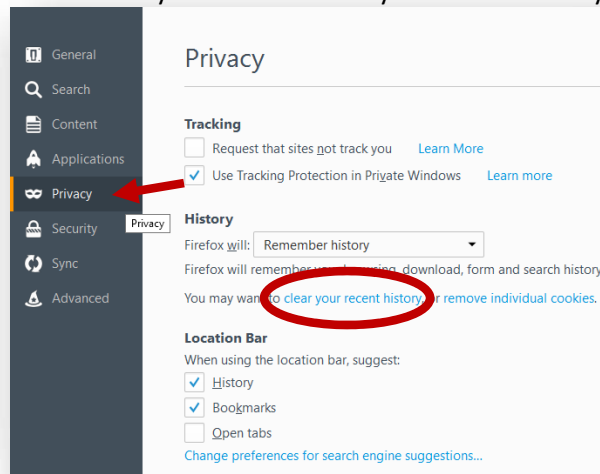 General
Search
Content
Applications
Privacy
Security
Sync
Advanced
Privacy
Privacy
Tracking
Request that sites not track you Learn More
Use Tracking Protection in Private Windows Learn more
History
Firefox will: Remember history
Firefox will remember your browsing, download, form and search history
You may want to clear your recent history, or remove individual cookies.
Location Bar
When using the location bar, suggest:
History
Bookmarks
Open tabs
Change preferences for search engine suggestions...